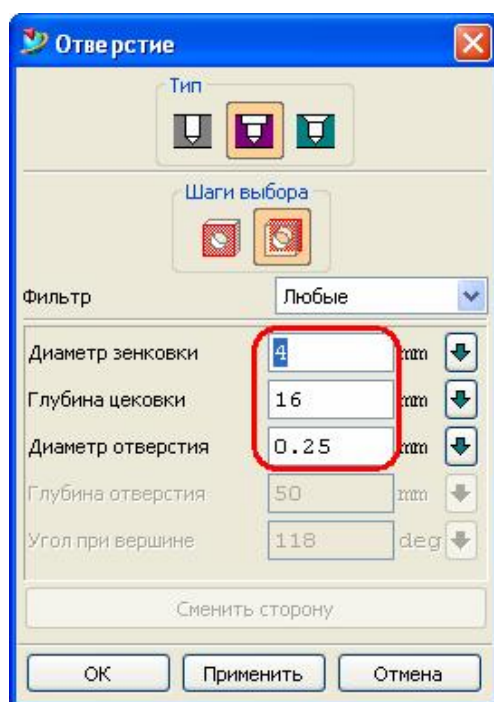 Отверстие
Тип
Шаги выбора
Фильтр Любые
Диаметр зенковки 4 mm
Глубина цековки 16 mm
Диаметр отверстия 0.25 mm
Глубина отверстия 50 mm
Угол при вершине 118 deg
Сменить сторону
ОК Применить Отмена